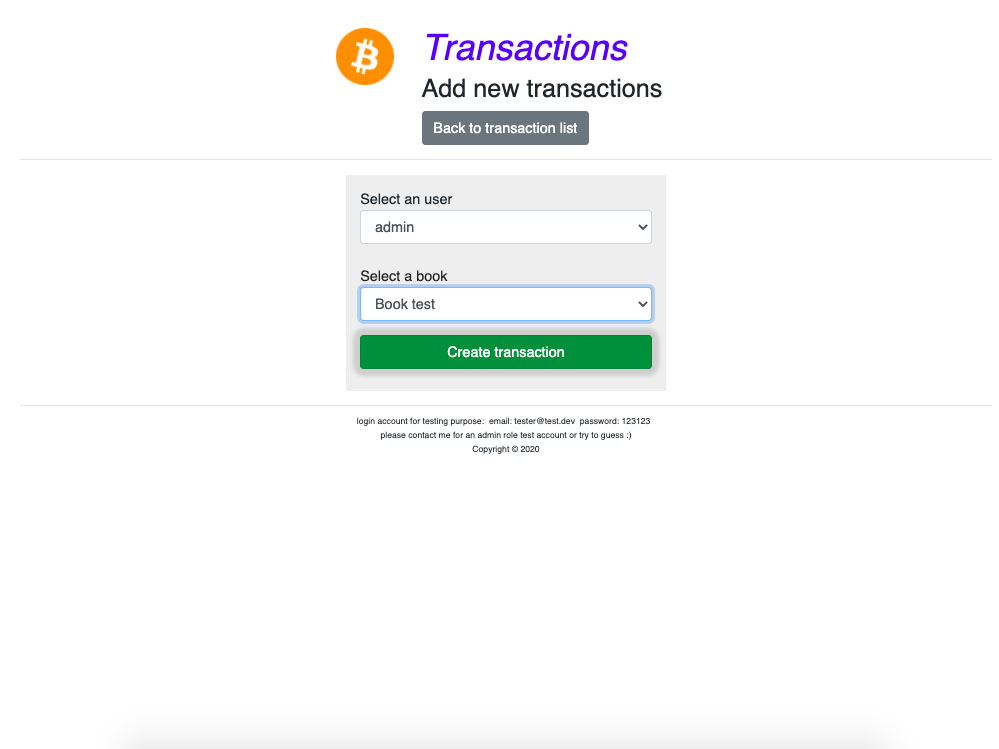 Transactions
Add new transactions
Back to transaction list
Select an user
admin
Select a book
Book test
Create transaction
login account for testing purpose: email: tester@test.dev password: 123123
please contact me for an admin role test account or try to guess :)
Copyright © 2020